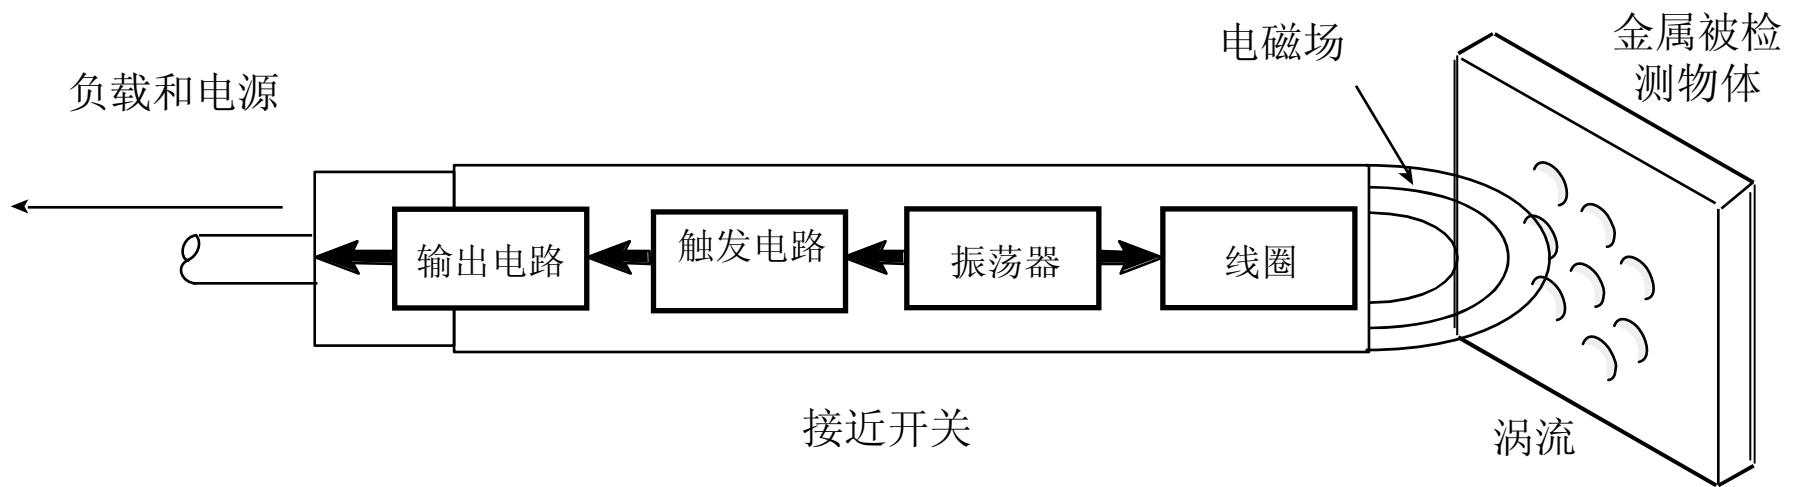 电磁场
金属被检
测物体
负载和电源
输出电路
触发电路
振荡器
线圈
接近开关
涡流